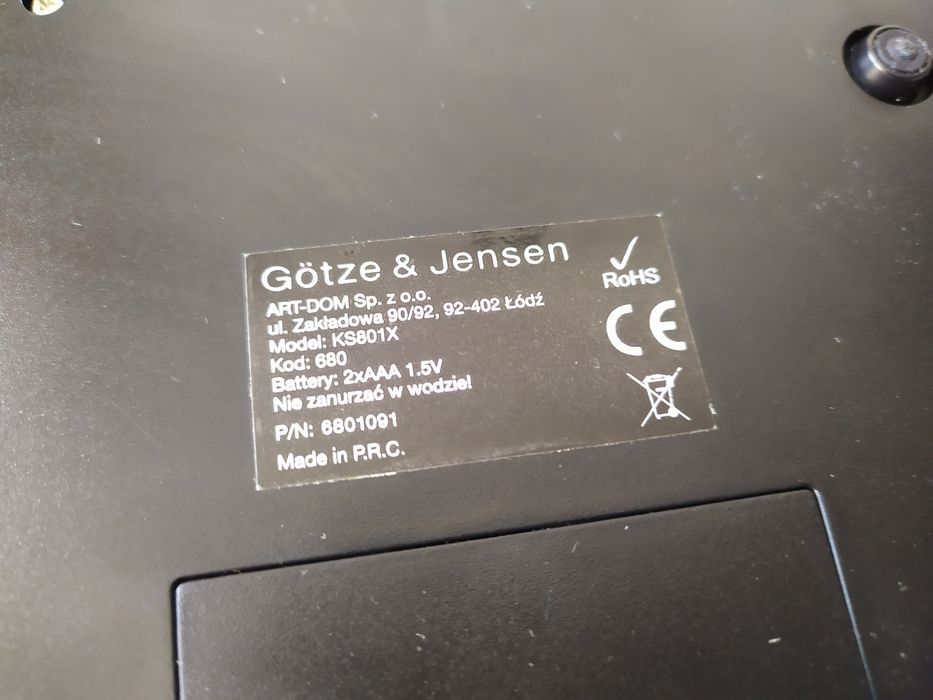 Götze & Jensen
ART-DOM Sp. z o.o.
ul. Zakładowa 90/92, 92-402 Łódź
Model: KS801X
Kod: 680
Battery: 2xAAA 1.5V
Nie zanurzać w wodzie!
P/N: 6801091
Made in P.R.C.
RoHS
CE